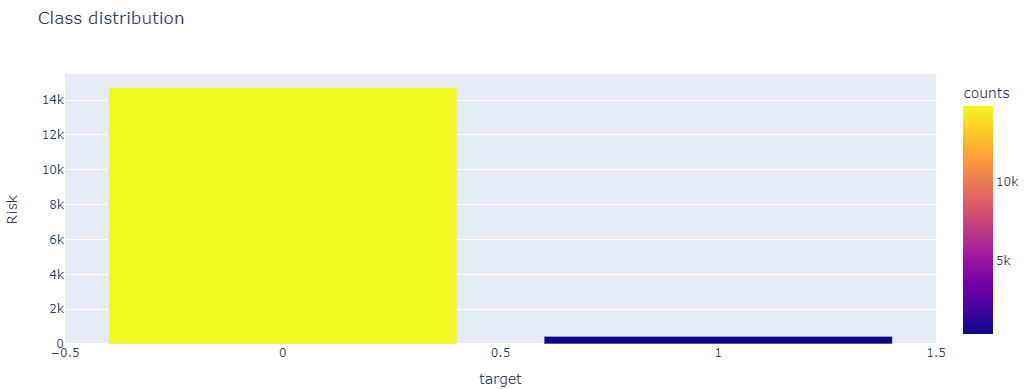 Class distribution
counts
14k
12k
10k
8k
6k
4k
2k
0
Risk
10k
5k
−0.5
0
0.5
1
1.5
target